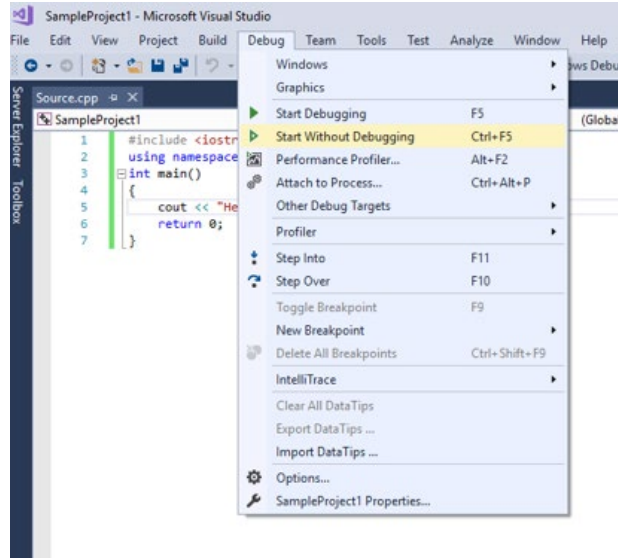 SampleProject1 - Microsoft Visual Studio
File Edit View Project Build Debug Team Tools Test Analyze Window Help
Windows
Graphics
Start Debugging F5
Start Without Debugging Ctrl+F5
Performance Profiler... Alt+F2
Attach to Process... Ctrl+Alt+P
Other Debug Targets
Profiler
Step Into F11
Step Over F10
Toggle Breakpoint F9
New Breakpoint
Delete All Breakpoints Ctrl+Shift+F9
IntelliTrace
Clear All DataTips
Export DataTips ...
Import DataTips ...
Options...
SampleProject1 Properties...
ows Debu
Server Explorer
Toolbox
Source.cpp
SampleProject1
(Globa
1 #include <iostr
2 using namespace
3 int main()
4 {
5 cout << "He
6 return 0;
7 }